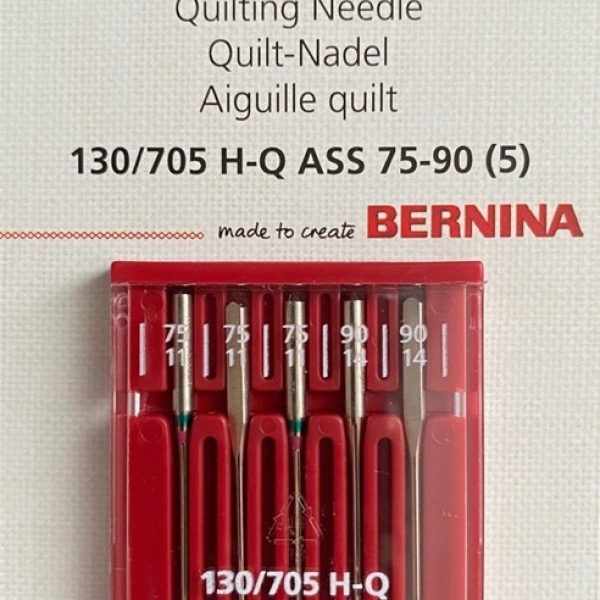 Quilting Needle
Quilt-Nadel
Aiguille quilt
130/705 H-Q ASS 75-90 (5)
made to create BERNINA
75 75 75 90 90
11 11 11 14 14
130/705 H-Q